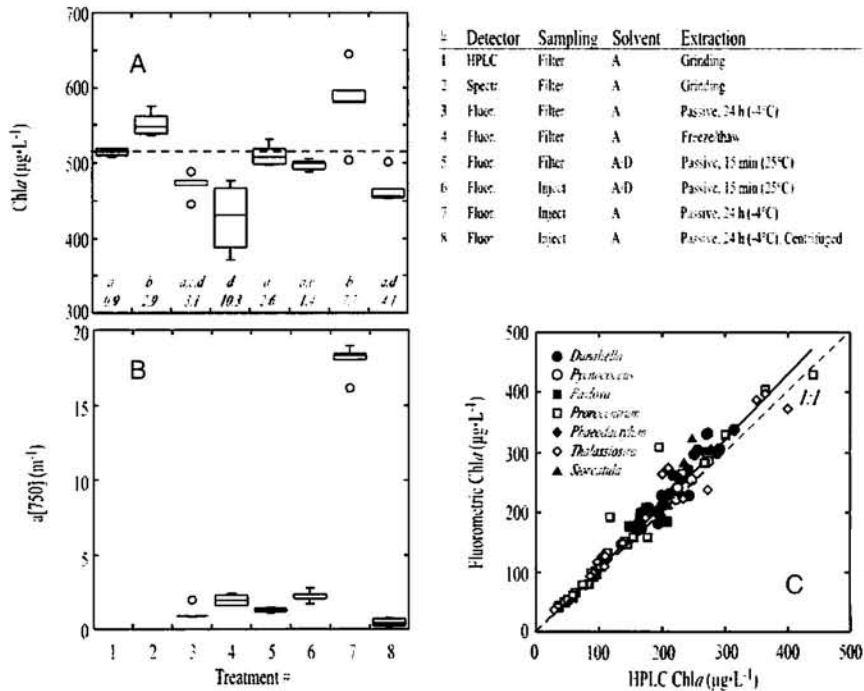 700
600
500
400
300
A
Chla (µg·L-1)
a b a,c,d d a a,c b a,d
0.9 2.9 3.1 10.3 2.6 1.4 4.1
# Detector Sampling Solvent Extraction
1 HPLC Filter A Grinding
2 Spectr. Filter A Grinding
3 Fluor. Filter A Passive, 24 h (-4°C)
4 Fluor. Filter A Freeze/thaw
5 Fluor. Filter A:D Passive, 15 min (25°C)
6 Fluor. Inject A:D Passive, 15 min (25°C)
7 Fluor. Inject A Passive, 24 h (-4°C)
8 Fluor. Inject A Passive, 24 h (-4°C), Centrifuged
20
15
10
5
0
B
a[750] (m-1)
1 2 3 4 5 6 7 8
Treatment #
500
400
300
200
100
0
Fluorometric Chla (µg·L-1)
Dunaliella
Pycnococcus
Pavlova
Prorocentrum
Phaeodactylum
Thalassiosira
1:1
C
0 100 200 300 400 500
HPLC Chla (µg·L-1)